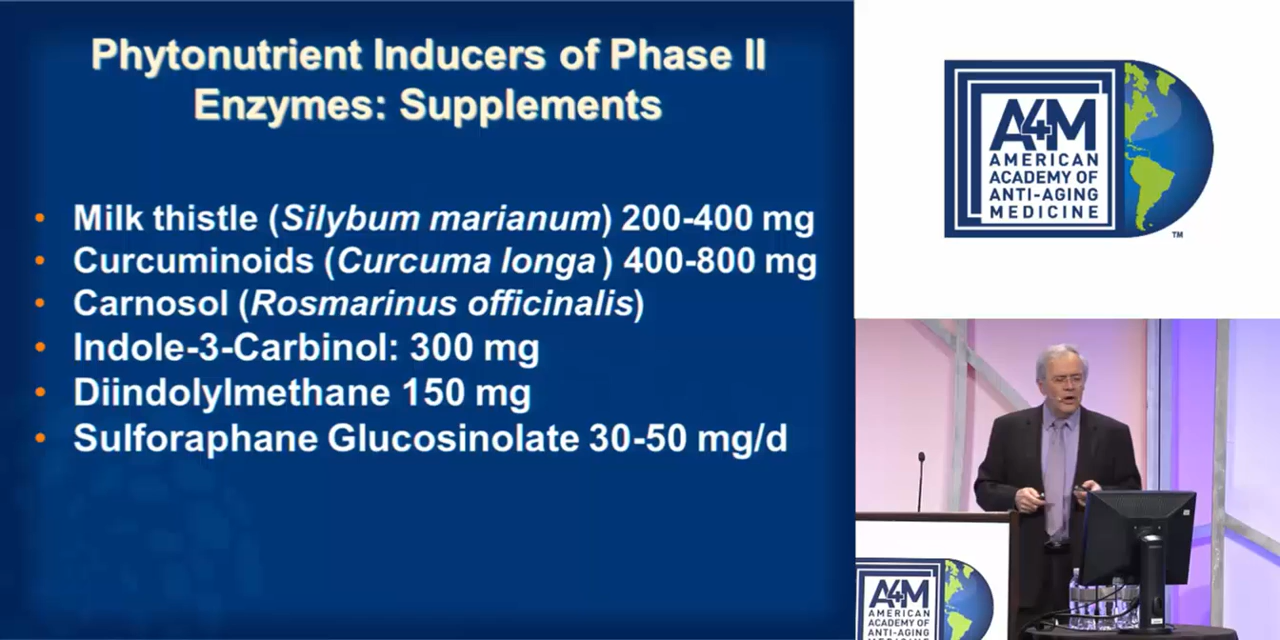 Phytonutrient Inducers of Phase II
Enzymes: Supplements
• Milk thistle (Silybum marianum) 200-400 mg
• Curcuminoids (Curcuma longa ) 400-800 mg
• Carnosol (Rosmarinus officinalis)
• Indole-3-Carbinol: 300 mg
• Diindolylmethane 150 mg
• Sulforaphane Glucosinolate 30-50 mg/d
A4M
AMERICAN
ACADEMY OF
ANTI-AGING
MEDICINE
TM
A4M
AMERICAN
ACADEMY OF
ANTI-AGING